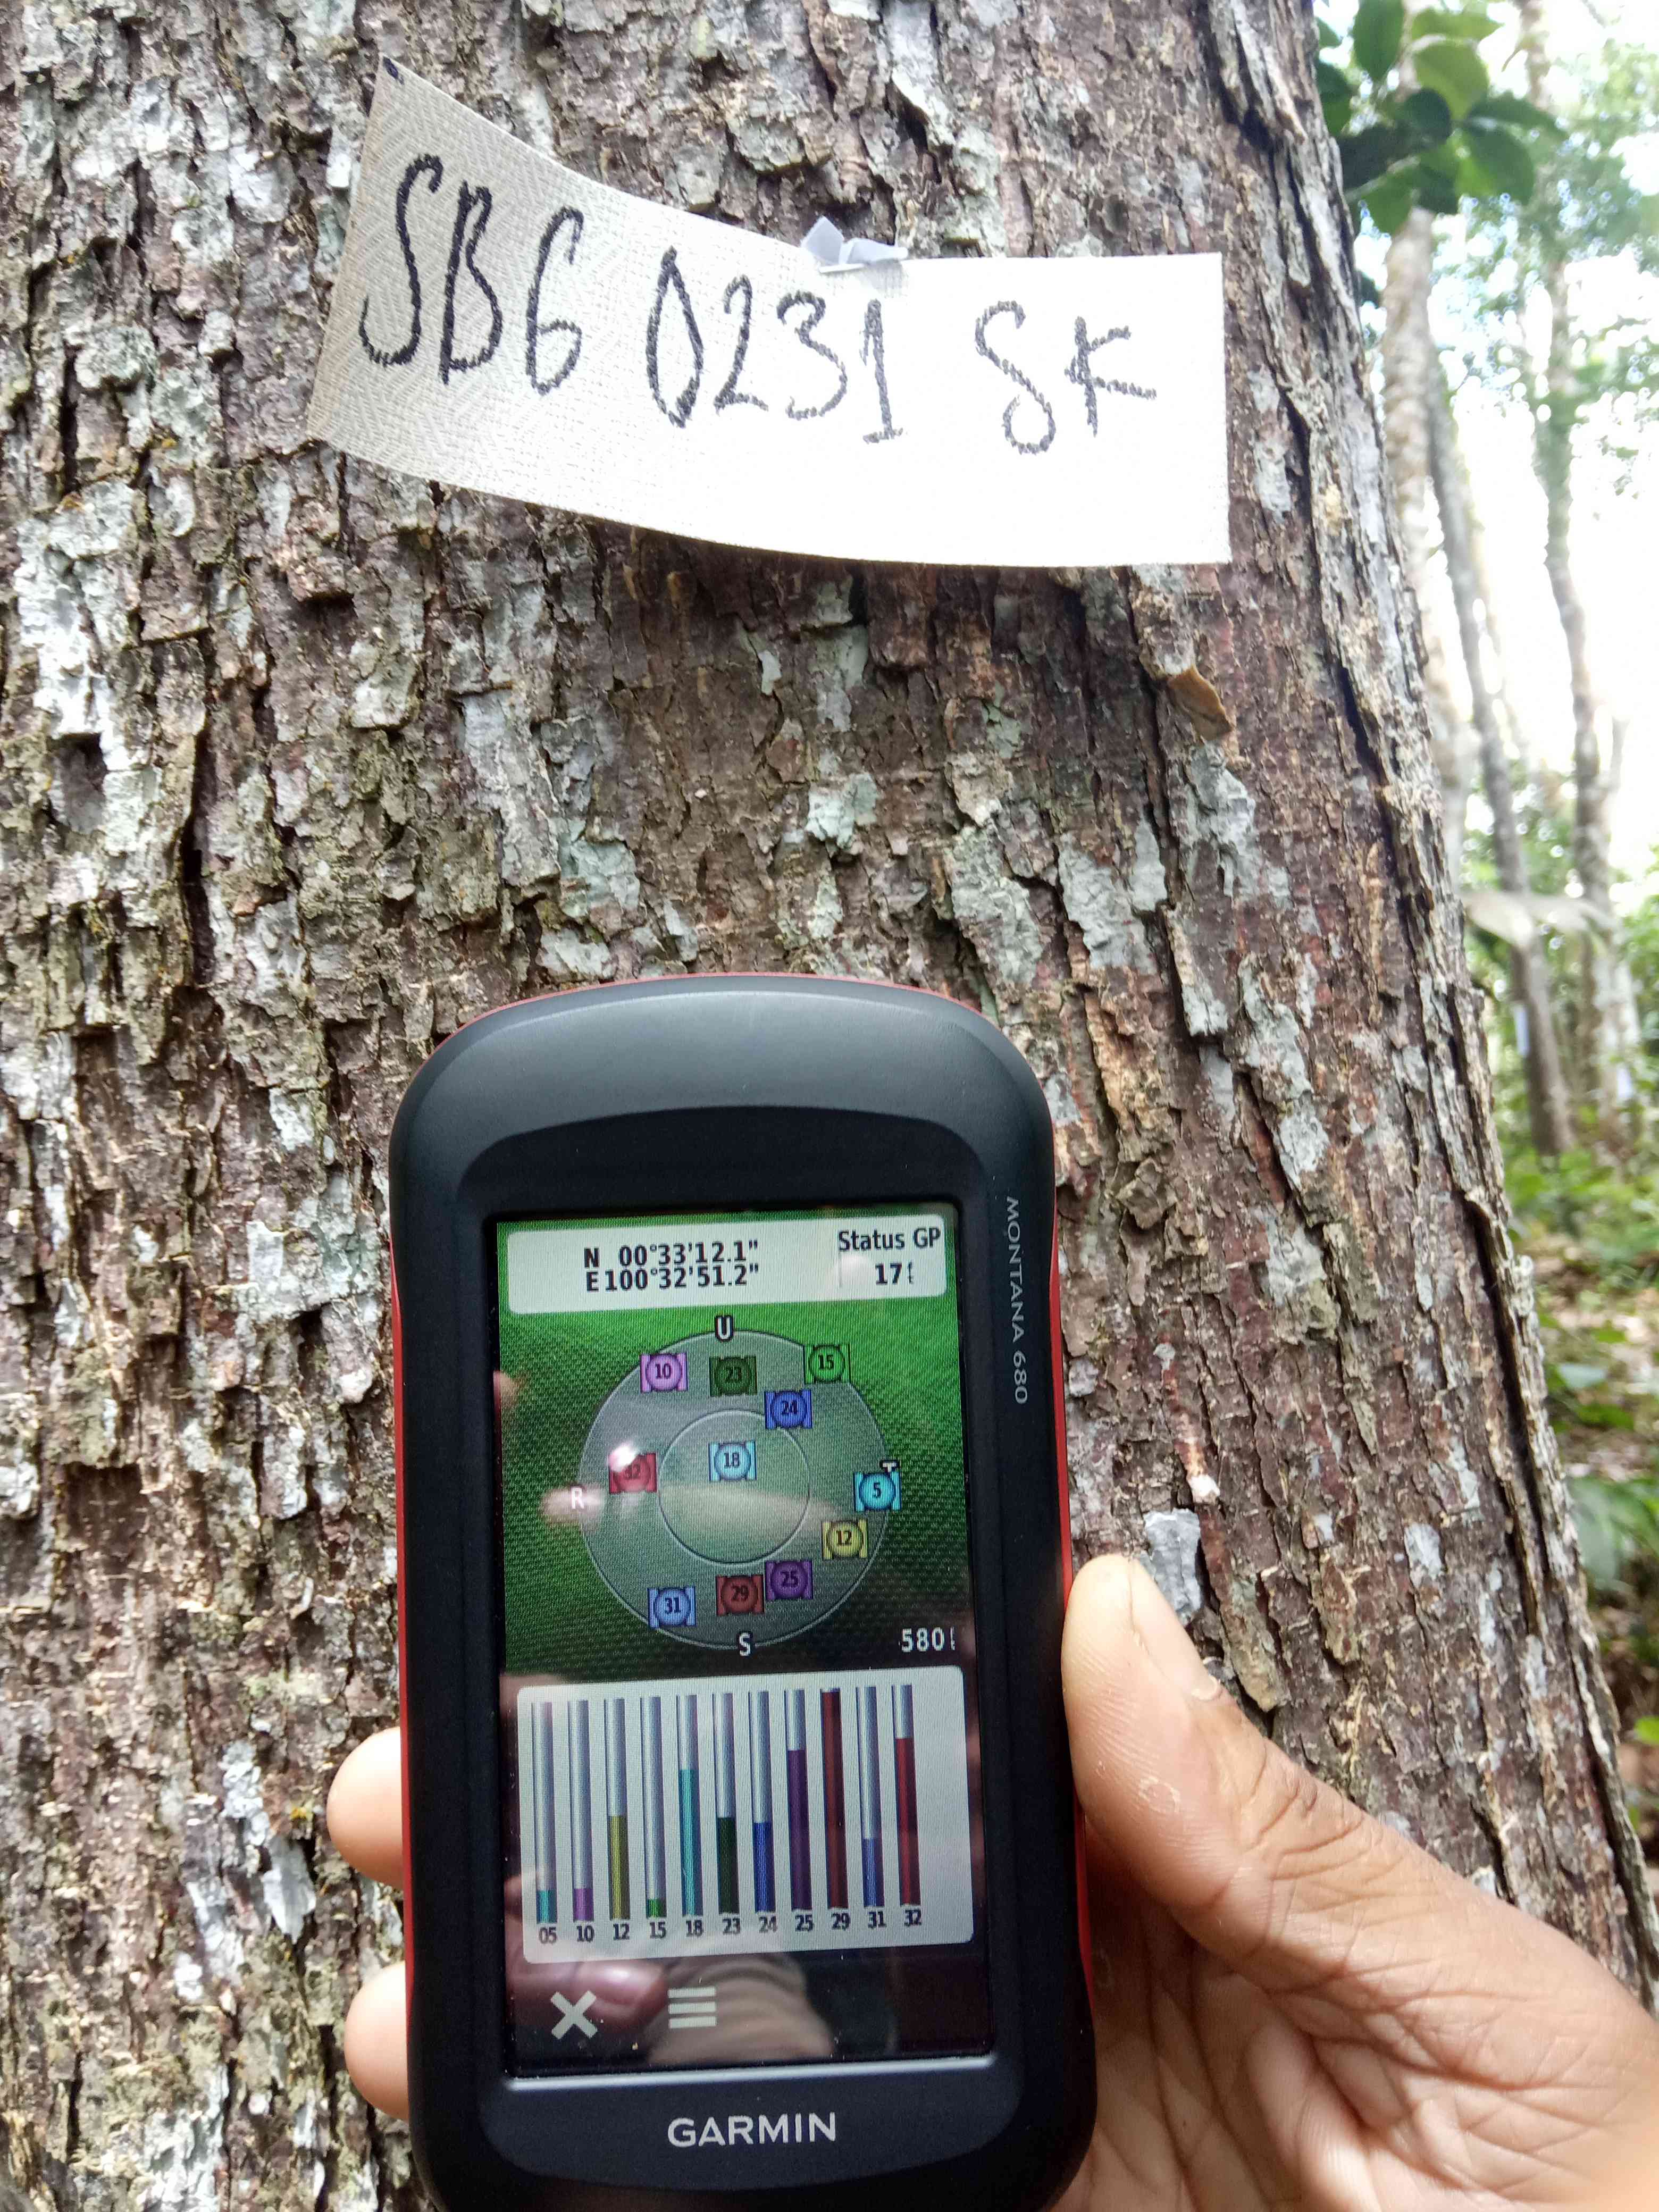 SBG 0231 SK
MONTANA 680
N 00°33'12.1"
E 100°32'51.2"
Status GP
17
U
10
23
15
24
18
32
R
T
5
12
25
29
31
S
580
05 10 12 15 18 23 24 25 29 31 32
GARMIN